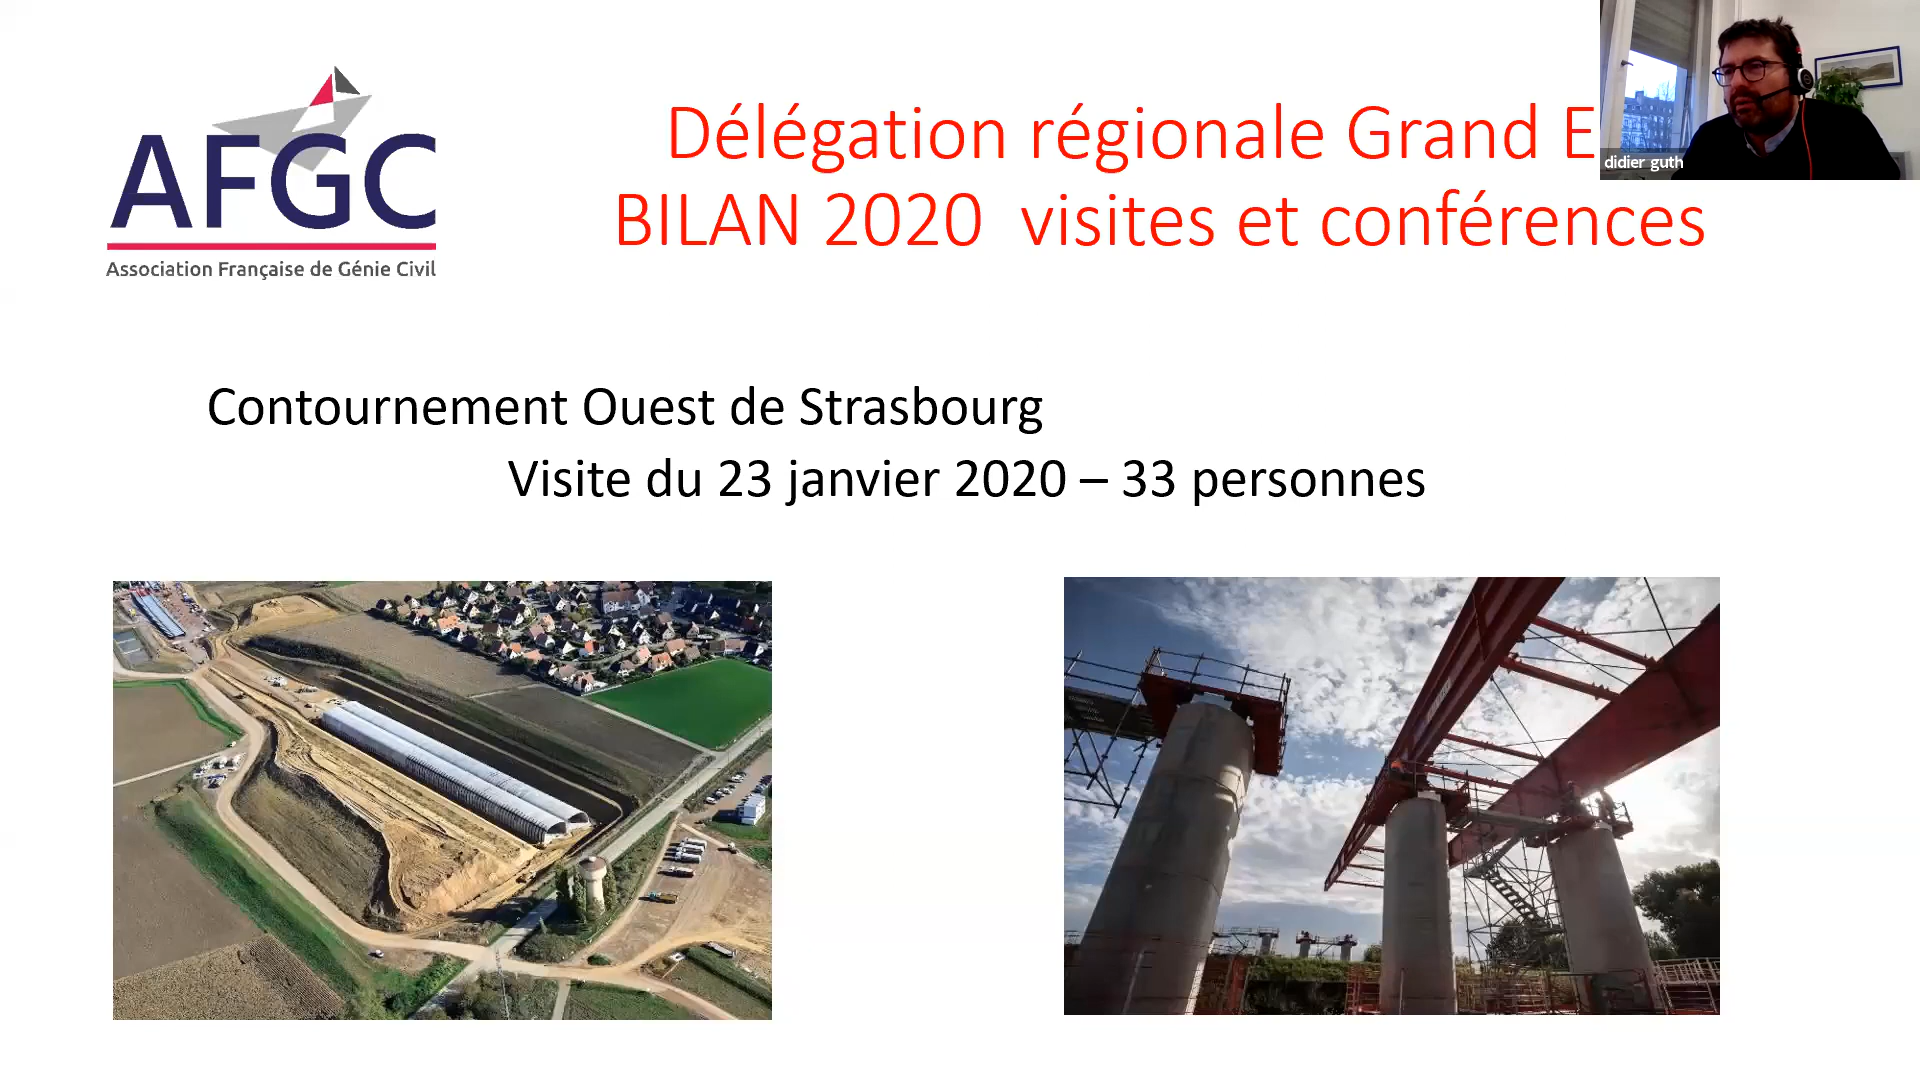 AFGC
Association Française de Génie Civil
Délégation régionale Grand E
BILAN 2020 visites et conférences
didier guth
Contournement Ouest de Strasbourg
Visite du 23 janvier 2020 – 33 personnes